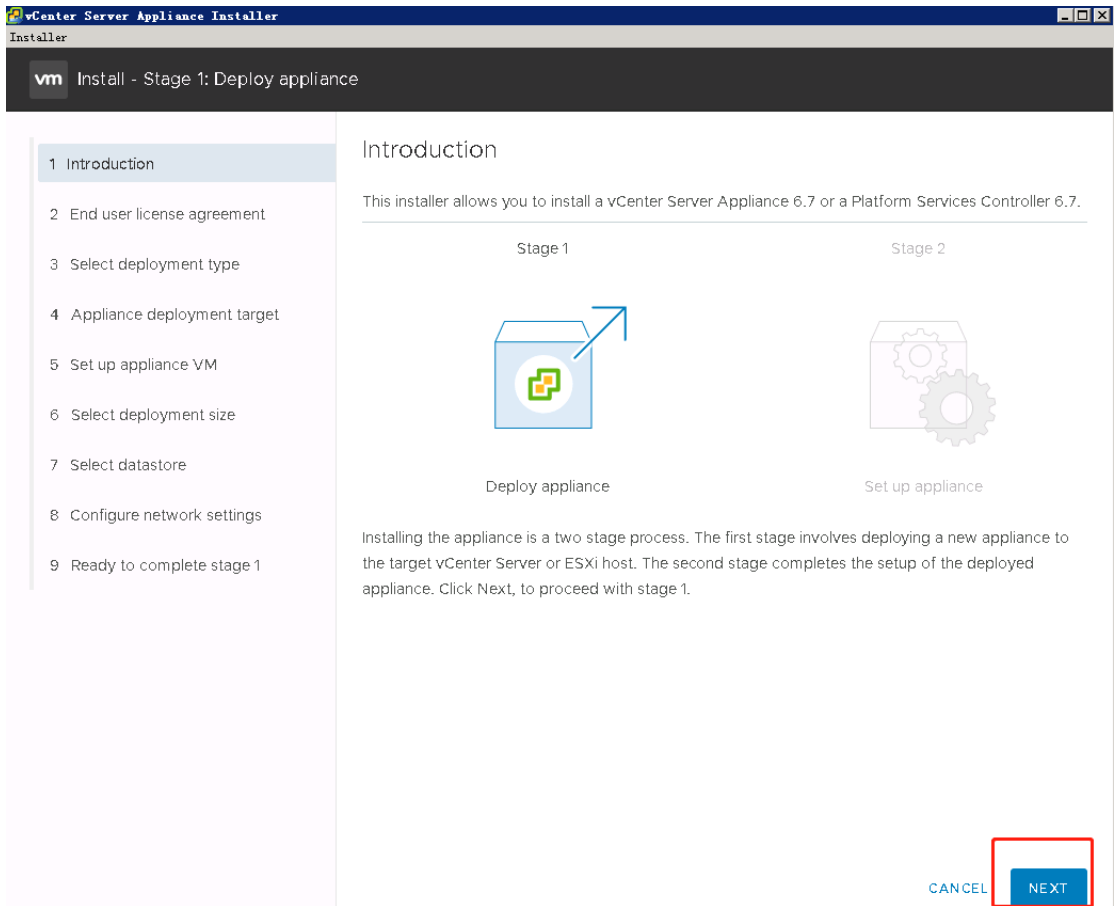 vCenter Server Appliance Installer
Installer
vm Install - Stage 1: Deploy appliance
1 Introduction
2 End user license agreement
3 Select deployment type
4 Appliance deployment target
5 Set up appliance VM
6 Select deployment size
7 Select datastore
8 Configure network settings
9 Ready to complete stage 1
Introduction
This installer allows you to install a vCenter Server Appliance 6.7 or a Platform Services Controller 6.7.
Stage 1
Stage 2
Deploy appliance
Set up appliance
Installing the appliance is a two stage process. The first stage involves deploying a new appliance to
the target vCenter Server or ESXi host. The second stage completes the setup of the deployed
appliance. Click Next, to proceed with stage 1.
CANCEL
NEXT